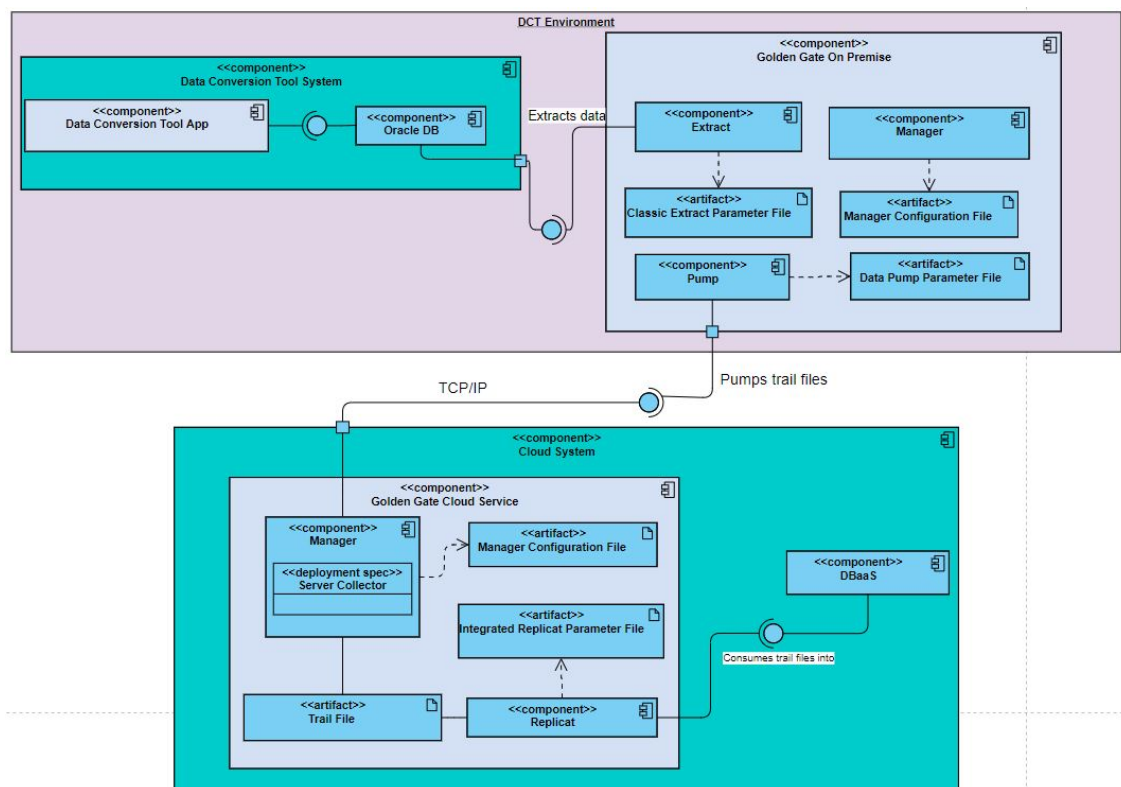 DCT Environment
<<component>>
Data Conversion Tool System
<<component>>
Data Conversion Tool App
<<component>>
Oracle DB
Extracts data
<<component>>
Golden Gate On Premise
<<component>>
Extract
<<component>>
Manager
<<artifact>>
Classic Extract Parameter File
<<artifact>>
Manager Configuration File
<<component>>
Pump
<<artifact>>
Data Pump Parameter File
TCP/IP
Pumps trail files
<<component>>
Cloud System
<<component>>
Golden Gate Cloud Service
<<component>>
Manager
<<deployment spec>>
Server Collector
<<artifact>>
Manager Configuration File
<<component>>
DBaaS
<<artifact>>
Integrated Replicat Parameter File
Consumes trail files into
<<artifact>>
Trail File
<<component>>
Replicat